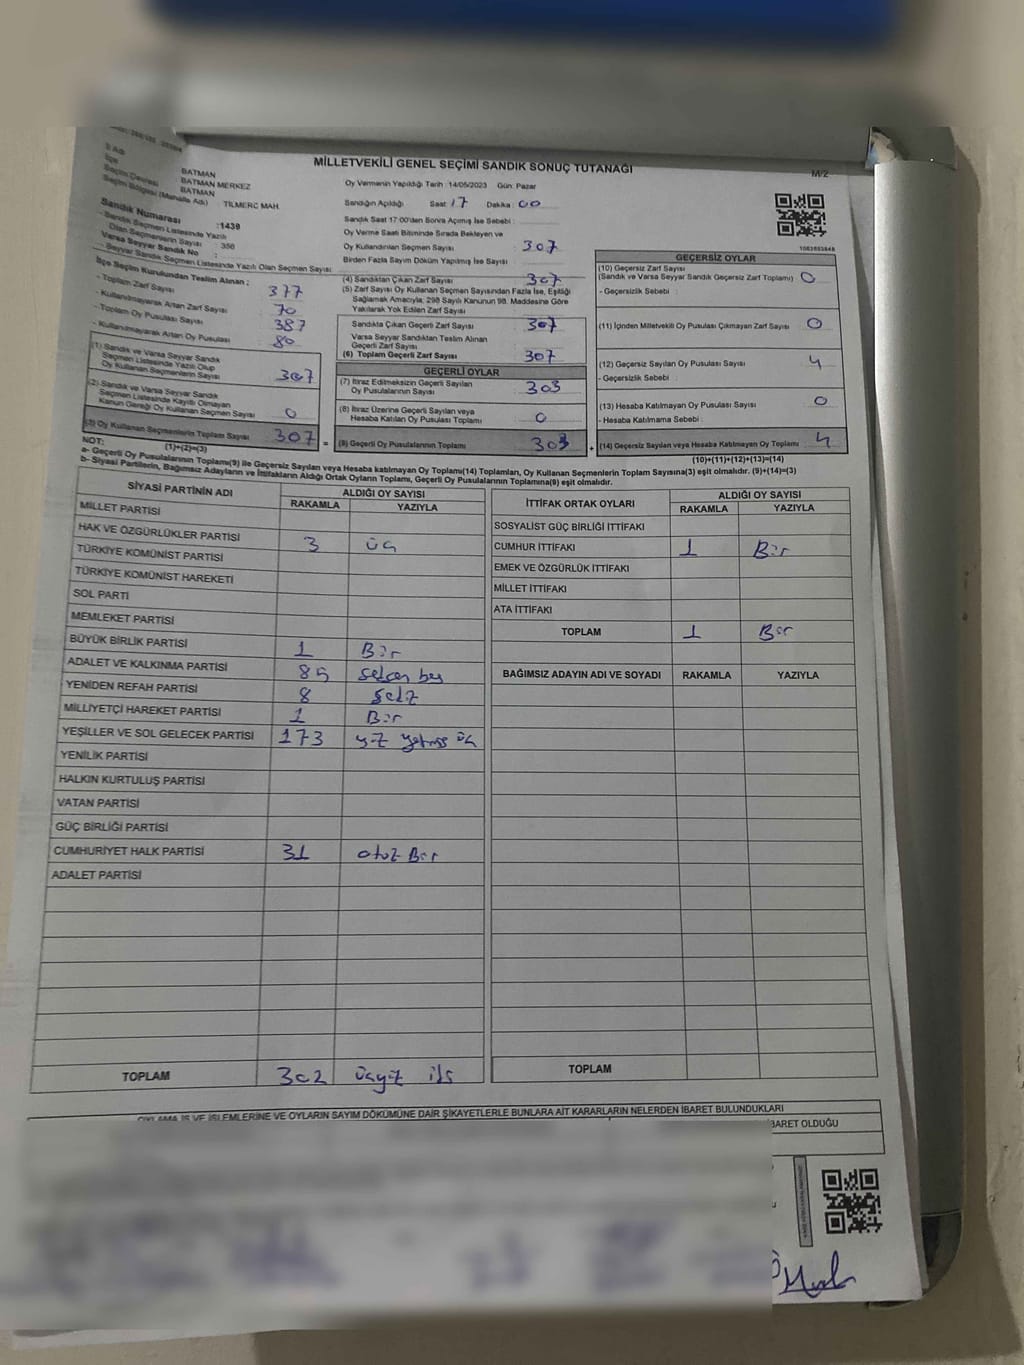 MİLLETVEKİLİ GENEL SEÇİMİ SANDIK SONUÇ TUTANAĞI
M/2
İl Adı BATMAN
İlçe BATMAN MERKEZ
Seçim Çevresi BATMAN
Seçim Bölgesi (Mahalle Adı) : TILMERC MAH.
Sandık Numarası :1439
- Sandık Seçmen Listesinde Yazılı
Olan Seçmenlerin Sayısı : 356
Varsa Seyyar Sandık No :
- Seyyar Sandık Seçmen Listesinde Yazılı Olan Seçmen Sayısı:
İlçe Seçim Kurulundan Teslim Alınan ;
- Toplam Zarf Sayısı 377
- Kullanılmayarak Artan Zarf Sayısı 70
- Toplam Oy Pusulası Sayısı 387
- Kullanılmayarak Artan Oy Pusulası 80
(1) Sandık ve Varsa Seyyar Sandık
Seçmen Listesinde Yazılı Olup
Oy Kullanan Seçmenlerin Sayısı 307
(2) Sandık ve Varsa Seyyar Sandık
Seçmen Listesinde Kayıtlı Olmayan
Kanun Gereği Oy Kullanan Seçmen Sayısı 0
(3) Oy Kullanan Seçmenlerin Toplam Sayısı 307 =
(1)+(2)=(3)
Oy Vermenin Yapıldığı Tarih :14/05/2023 Gün: Pazar
Sandığın Açıldığı Saat :17 Dakika: 00
Sandık Saat 17:00'den Sonra Açılmış İse Sebebi :
Oy Verme Saati Bitiminde Sırada Bekleyen ve
Oy Kullandırılan Seçmen Sayısı : 307
Birden Fazla Sayım Döküm Yapılmış İse Sayısı :
(4) Sandıktan Çıkan Zarf Sayısı : 307
(5) Zarf Sayısı Oy Kullanan Seçmen Sayısından Fazla İse, Eşitliği
Sağlamak Amacıyla; 298 Sayılı Kanunun 98. Maddesine Göre
Yakılarak Yok Edilen Zarf Sayısı :
Sandıkta Çıkan Geçerli Zarf Sayısı : 307
Varsa Seyyar Sandıktan Teslim Alınan
Geçerli Zarf Sayısı
(6) Toplam Geçerli Zarf Sayısı : 307
GEÇERLİ OYLAR
(7) İtiraz Edilmeksizin Geçerli Sayılan
Oy Pusulalarının Sayısı : 303
(8) İtiraz Üzerine Geçerli Sayılan veya
Hesaba Katılan Oy Pusulası Toplamı : 0
(9) Geçerli Oy Pusulalarının Toplamı : 303 +
GEÇERSİZ OYLAR
(10) Geçersiz Zarf Sayısı
(Sandık ve Varsa Seyyar Sandık Geçersiz Zarf Toplamı) : 0
- Geçersizlik Sebebi :
(11) İçinden Milletvekili Oy Pusulası Çıkmayan Zarf Sayısı : 0
(12) Geçersiz Sayılan Oy Pusulası Sayısı : 4
- Geçersizlik Sebebi :
(13) Hesaba Katılmayan Oy Pusulası Sayısı : 0
- Hesaba Katılmama Sebebi :
(14) Geçersiz Sayılan veya Hesaba Katılmayan Oy Toplamı : 4
(10)+(11)+(12)+(13)=(14)
NOT:
a- Geçerli Oy Pusulalarının Toplamı(9) ile Geçersiz Sayılan veya Hesaba katılmayan Oy Toplamı(14) Toplamları, Oy Kullanan Seçmenlerin Toplam Sayısına(3) eşit olmalıdır. (9)+(14)=(3)
b- Siyasi Partilerin, Bağımsız Adayların ve İttifakların Aldığı Ortak Oyların Toplamı, Geçerli Oy Pusulalarının Toplamına(9) eşit olmalıdır.
SİYASİ PARTİNİN ADI ALDIĞI OY SAYISI
RAKAMLA YAZIYLA
MİLLET PARTİSİ
HAK VE ÖZGÜRLÜKLER PARTİSİ 3 üç
TÜRKİYE KOMÜNİST PARTİSİ
TÜRKİYE KOMÜNİST HAREKETİ
SOL PARTİ
MEMLEKET PARTİSİ
BÜYÜK BİRLİK PARTİSİ 1 Bir
ADALET VE KALKINMA PARTİSİ 85 seksen beş
YENİDEN REFAH PARTİSİ 8 sekiz
MİLLİYETÇİ HAREKET PARTİSİ 1 Bir
YEŞİLLER VE SOL GELECEK PARTİSİ 173 yüz yetmiş üç
YENİLİK PARTİSİ
HALKIN KURTULUŞ PARTİSİ
VATAN PARTİSİ
GÜÇ BİRLİĞİ PARTİSİ
CUMHURİYET HALK PARTİSİ 31 otuz Bir
ADALET PARTİSİ
TOPLAM 302 üçyüz iki
İTTİFAK ORTAK OYLARI ALDIĞI OY SAYISI
RAKAMLA YAZIYLA
SOSYALİST GÜÇ BİRLİĞİ İTTİFAKI
CUMHUR İTTİFAKI 1 Bir
EMEK VE ÖZGÜRLÜK İTTİFAKI
MİLLET İTTİFAKI
ATA İTTİFAKI
TOPLAM 1 Bir
BAĞIMSIZ ADAYIN ADI VE SOYADI RAKAMLA YAZIYLA
TOPLAM
OYLAMA İŞ VE İŞLEMLERİNE VE OYLARIN SAYIM DÖKÜMÜNE DAİR ŞİKAYETLERLE BUNLARA AİT KARARLARIN NELERDEN İBARET BULUNDUKLARI
BARET OLDUĞU